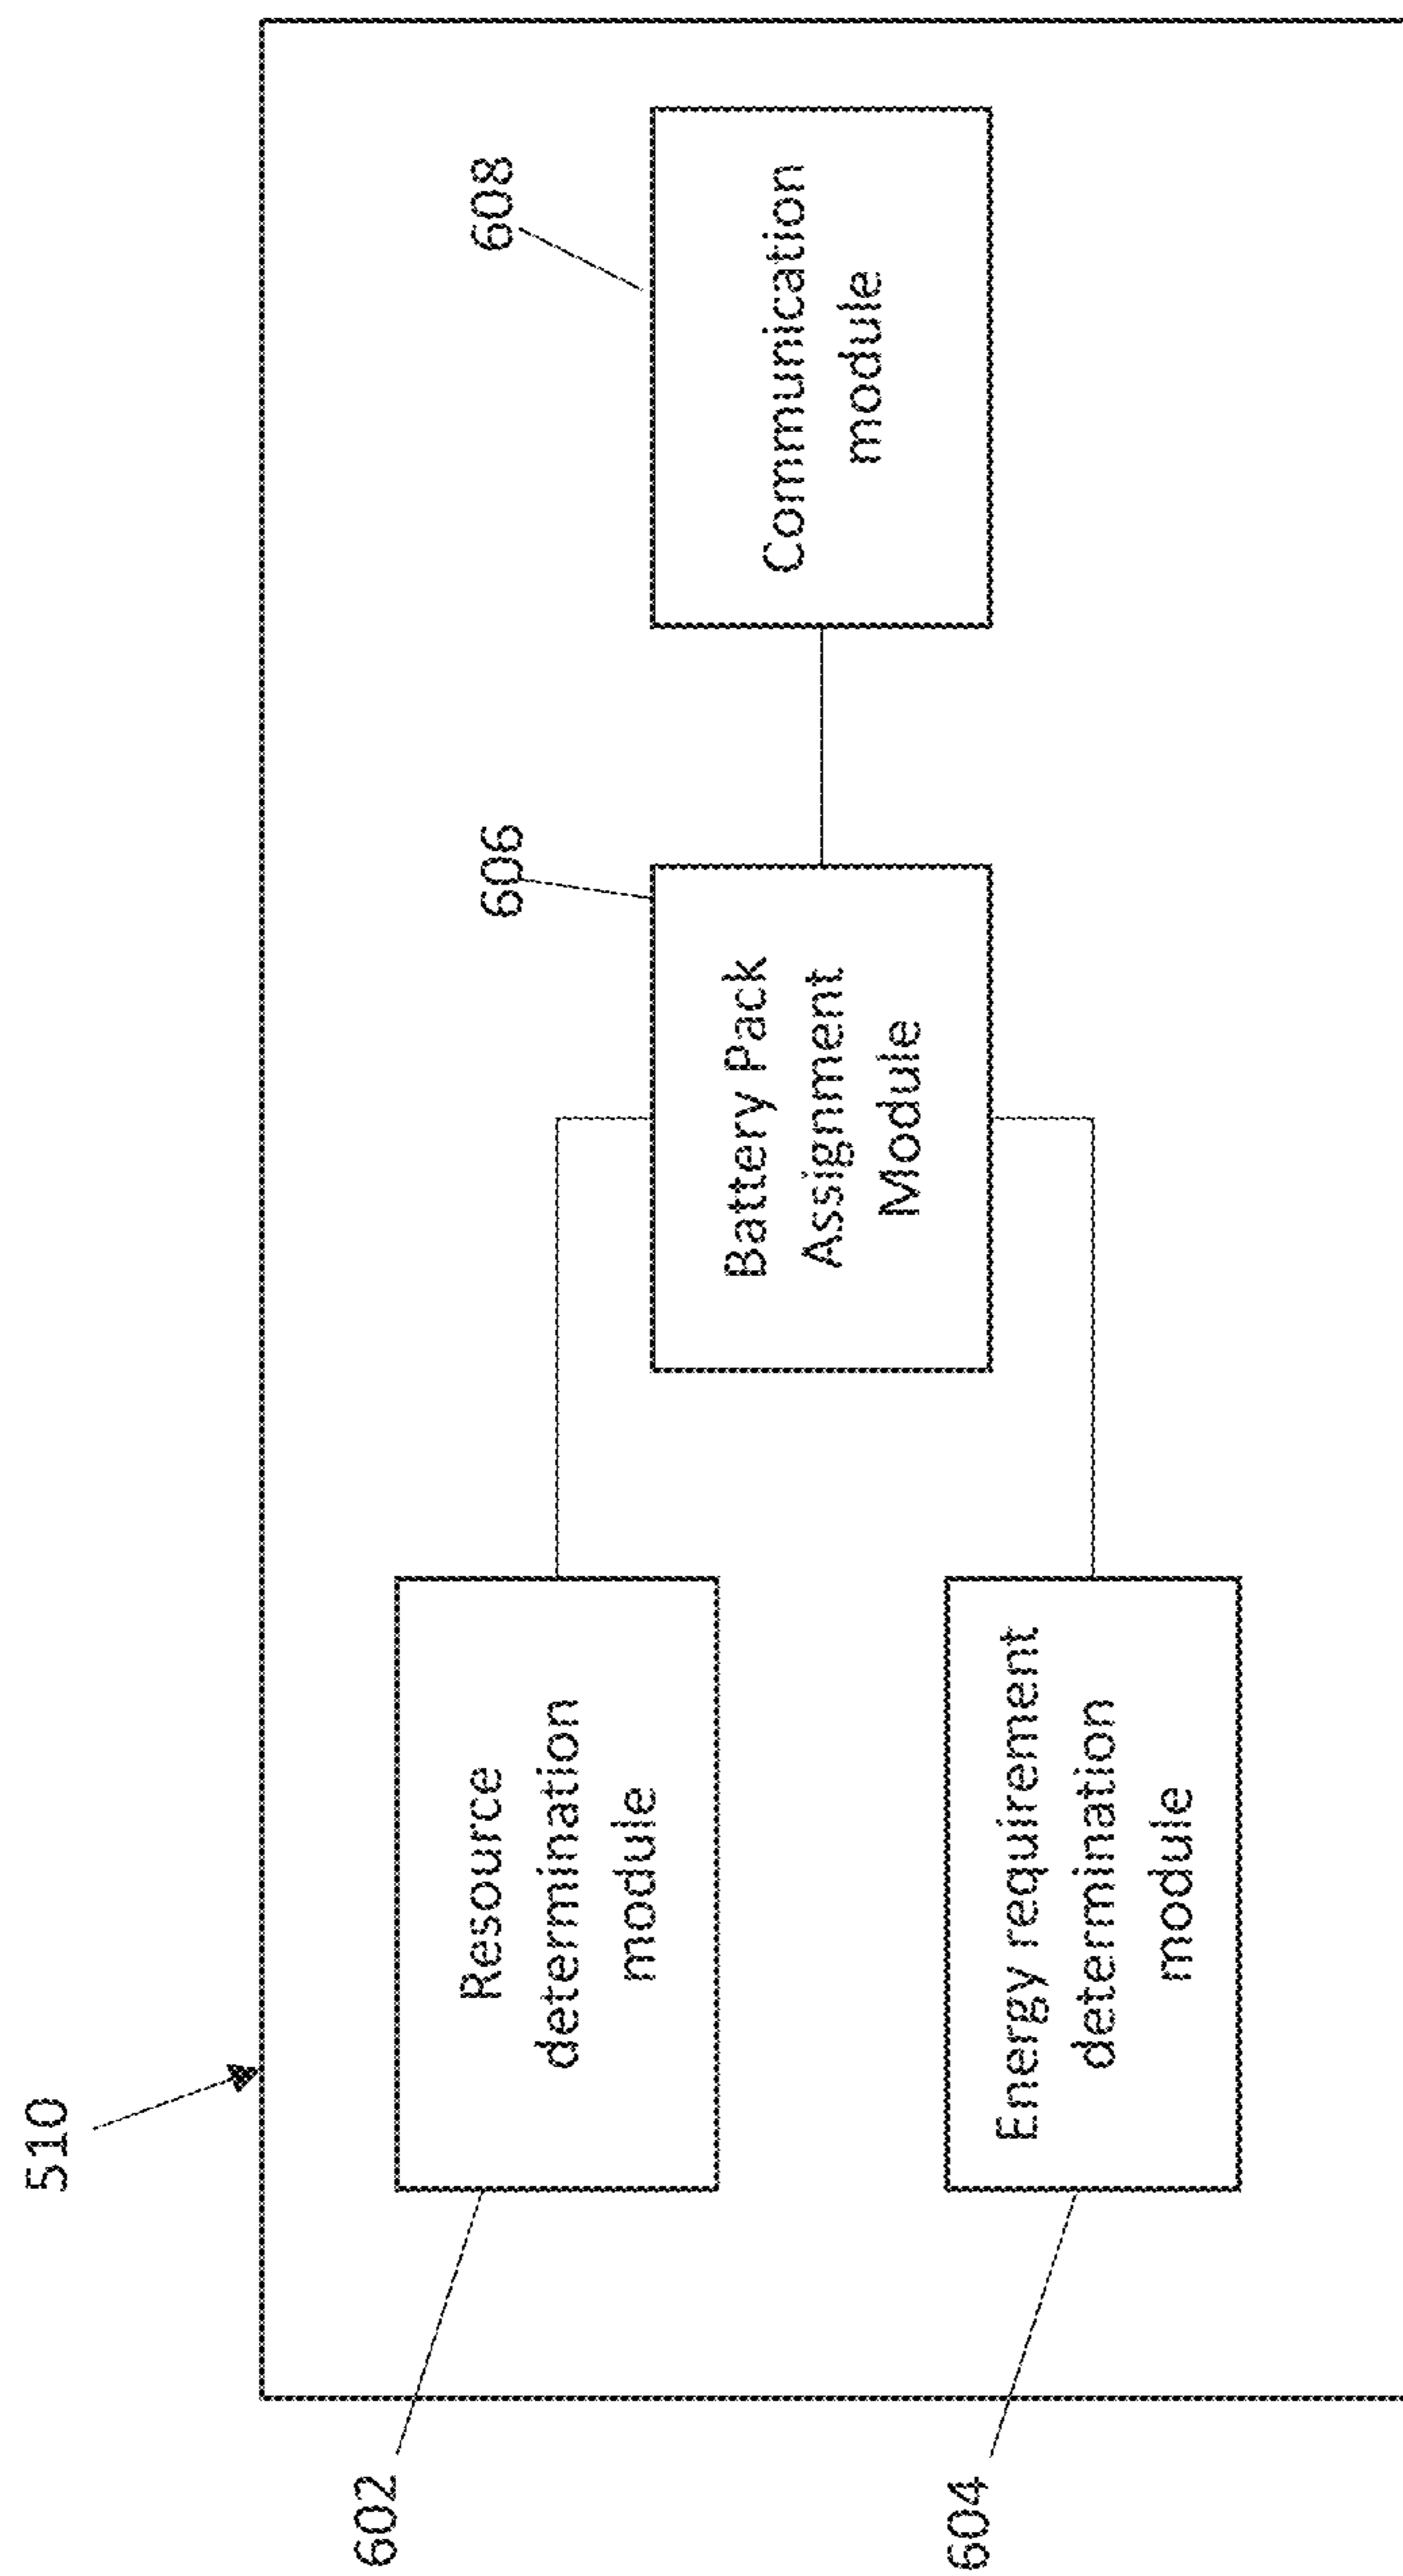 510
602
Resource
determination
module
604
Energy requirement
determination
module
606
Battery Pack
Assignment
Module
608
Communication
module